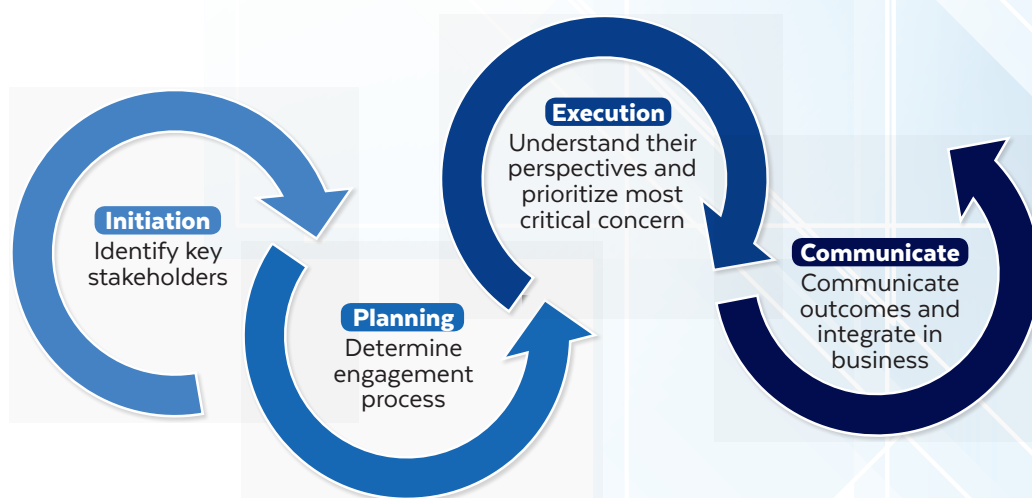 Initiation
Identify key
stakeholders
Planning
Determine
engagement
process
Execution
Understand their
perspectives and
prioritize most
critical concern
Communicate
Communicate
outcomes and
integrate in
business